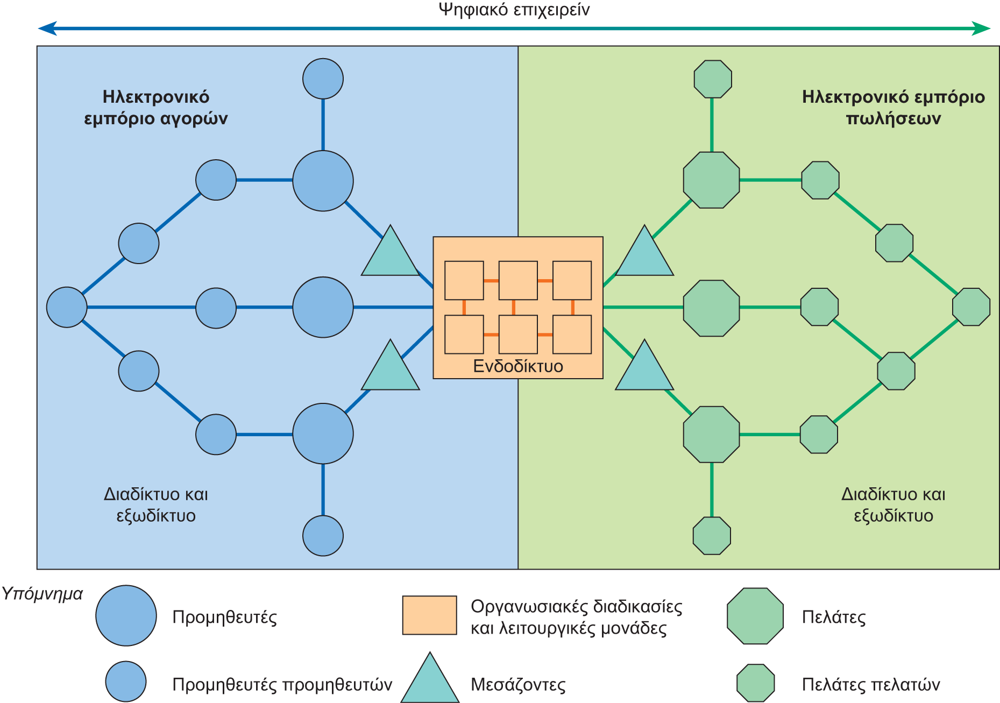 Ψηφιακό επιχειρείν
Ηλεκτρονικό
εμπόριο αγορών
Ηλεκτρονικό εμπόριο
πωλήσεων
Ενδοδίκτυο
Διαδίκτυο και
εξωδίκτυο
Διαδίκτυο και
εξωδίκτυο
Υπόμνημα
Προμηθευτές
Οργανωσιακές διαδικασίες
και λειτουργικές μονάδες
Πελάτες
Προμηθευτές προμηθευτών
Μεσάζοντες
Πελάτες πελατών